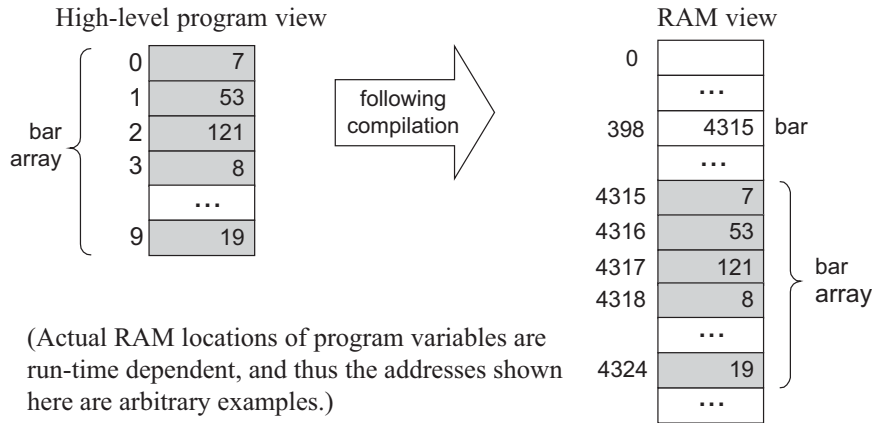 High-level program view
0 7
1 53
2 121
3 8
...
9 19
bar
array
following
compilation
RAM view
0
...
398 4315 bar
...
4315 7
4316 53
4317 121
4318 8
...
4324 19
...
bar
array
(Actual RAM locations of program variables are
run-time dependent, and thus the addresses shown
here are arbitrary examples.)